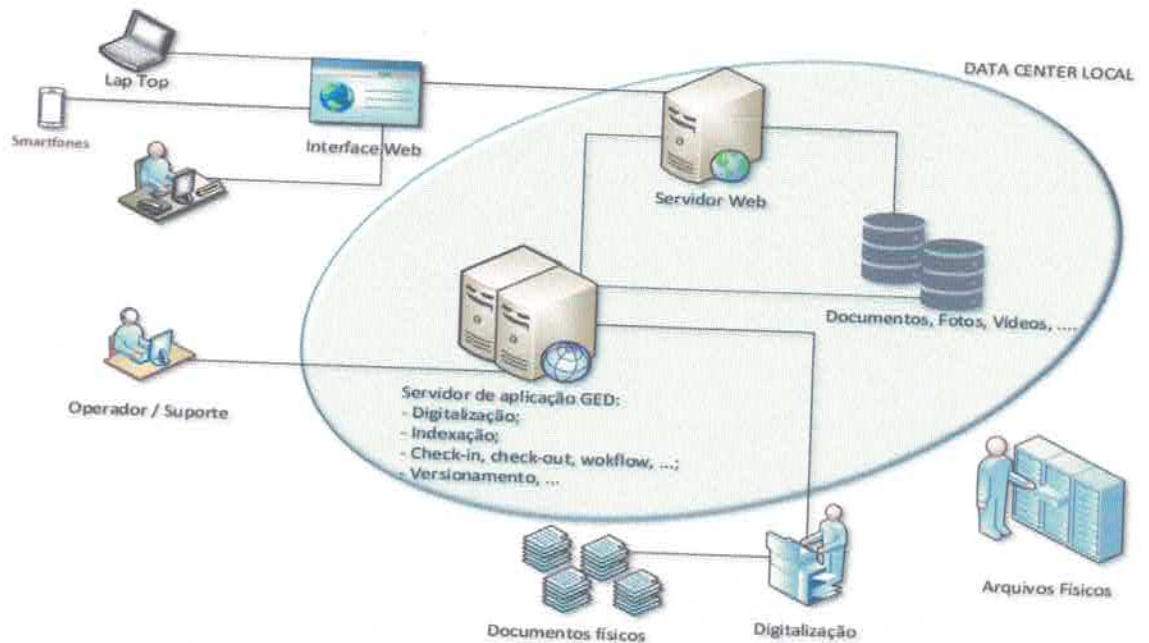 DATA CENTER LOCAL
Lap Top
Smartfones
Interface Web
Servidor Web
Documentos, Fotos, Vídeos, ....
Operador / Suporte
Servidor de aplicação GED:
- Digitalização;
- Indexação;
- Check-in, check-out, wokflow, ...;
- Versionamento, ...
Arquivos Físicos
Documentos físicos
Digitalização